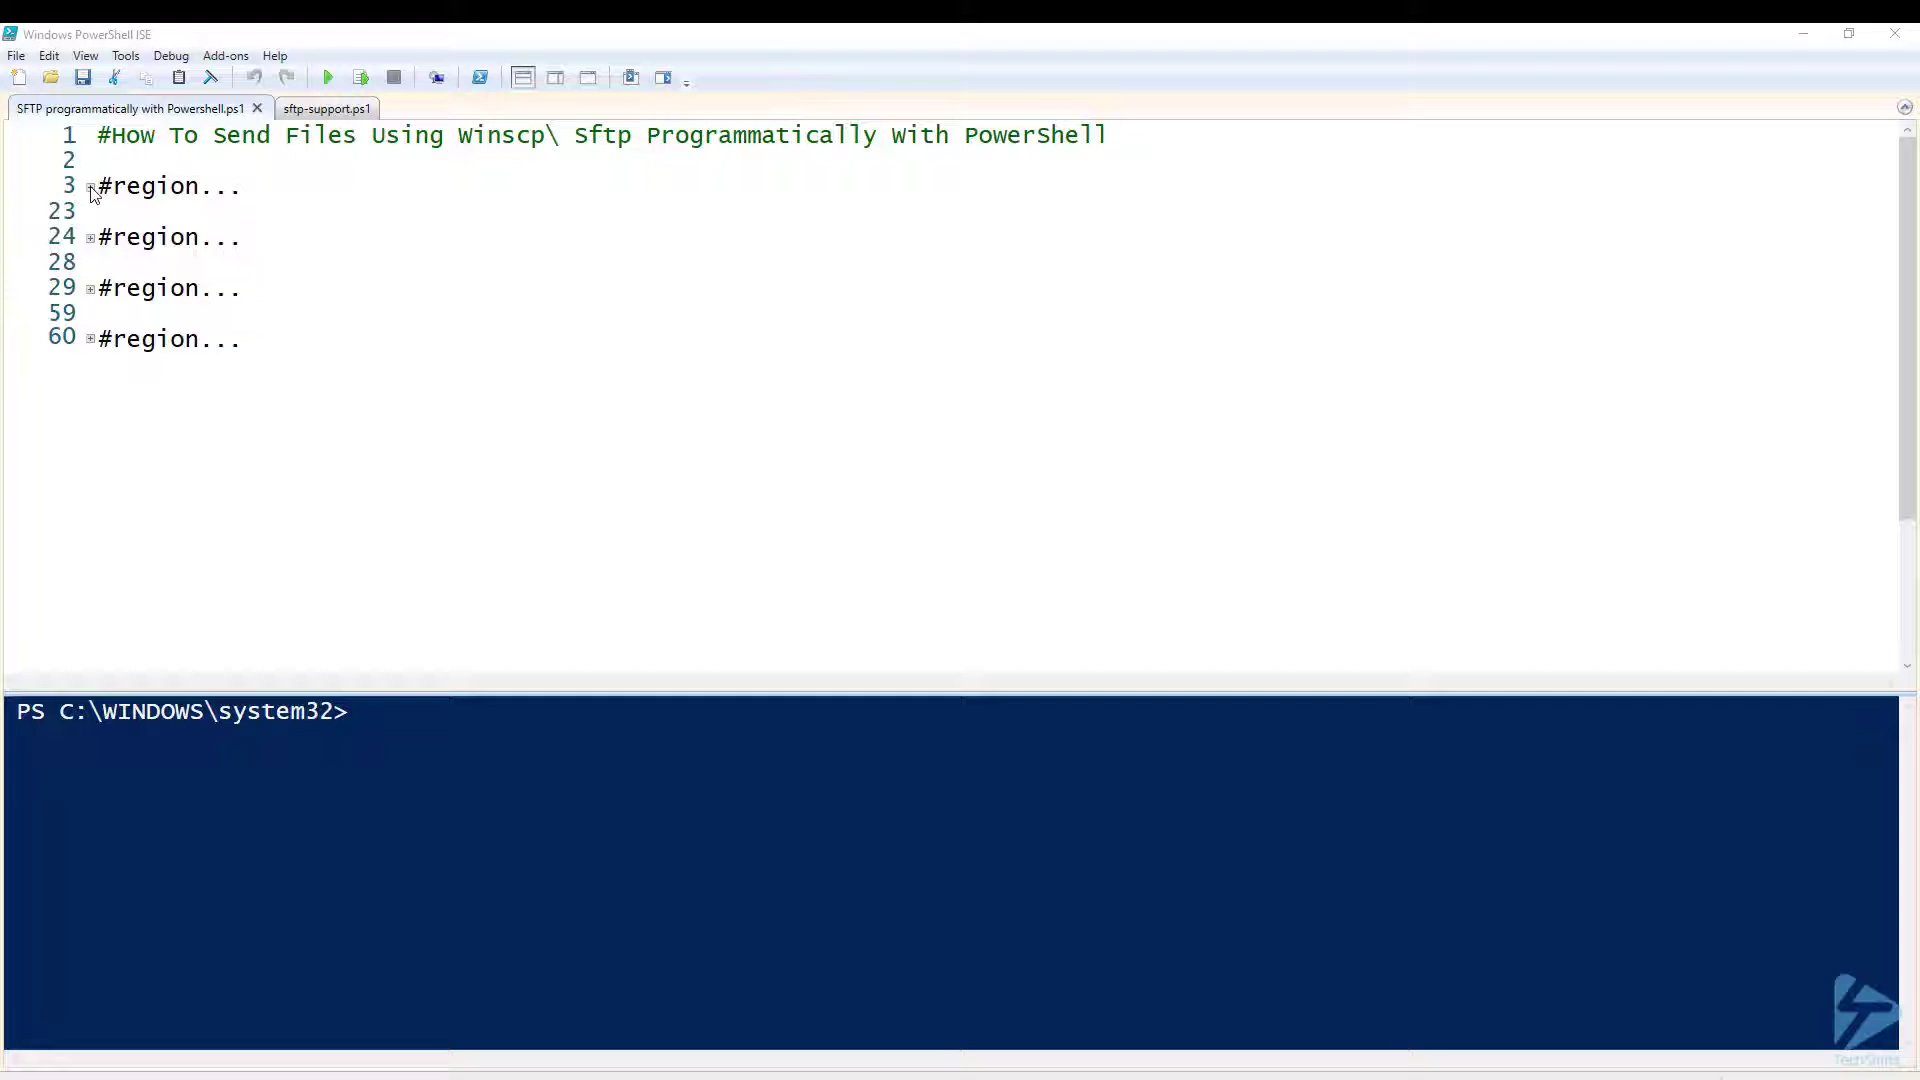 Windows PowerShell ISE
File Edit View Tools Debug Add-ons Help
SFTP programmatically with Powershell.ps1 sftp-support.ps1
1 #How To Send Files Using Winscp\ Sftp Programmatically With PowerShell
2
3 #region...
23
24 #region...
28
29 #region...
59
60 #region...
PS C:\WINDOWS\system32>
TechSnips